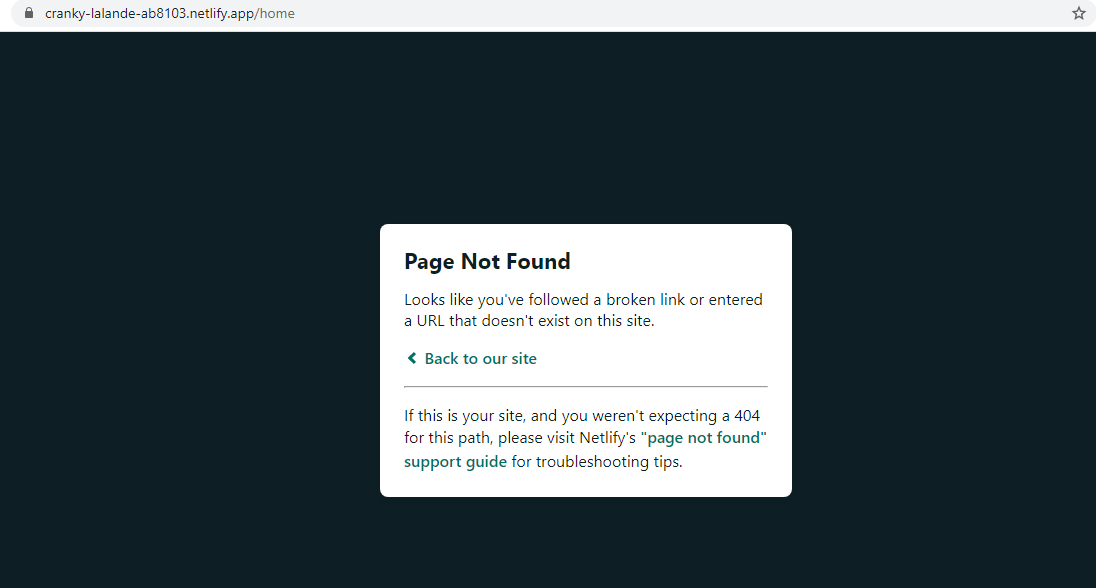 cranky-lalande-ab8103.netlify.app/home
Page Not Found
Looks like you've followed a broken link or entered
a URL that doesn't exist on this site.
Back to our site
If this is your site, and you weren't expecting a 404
for this path, please visit Netlify's "page not found"
support guide for troubleshooting tips.